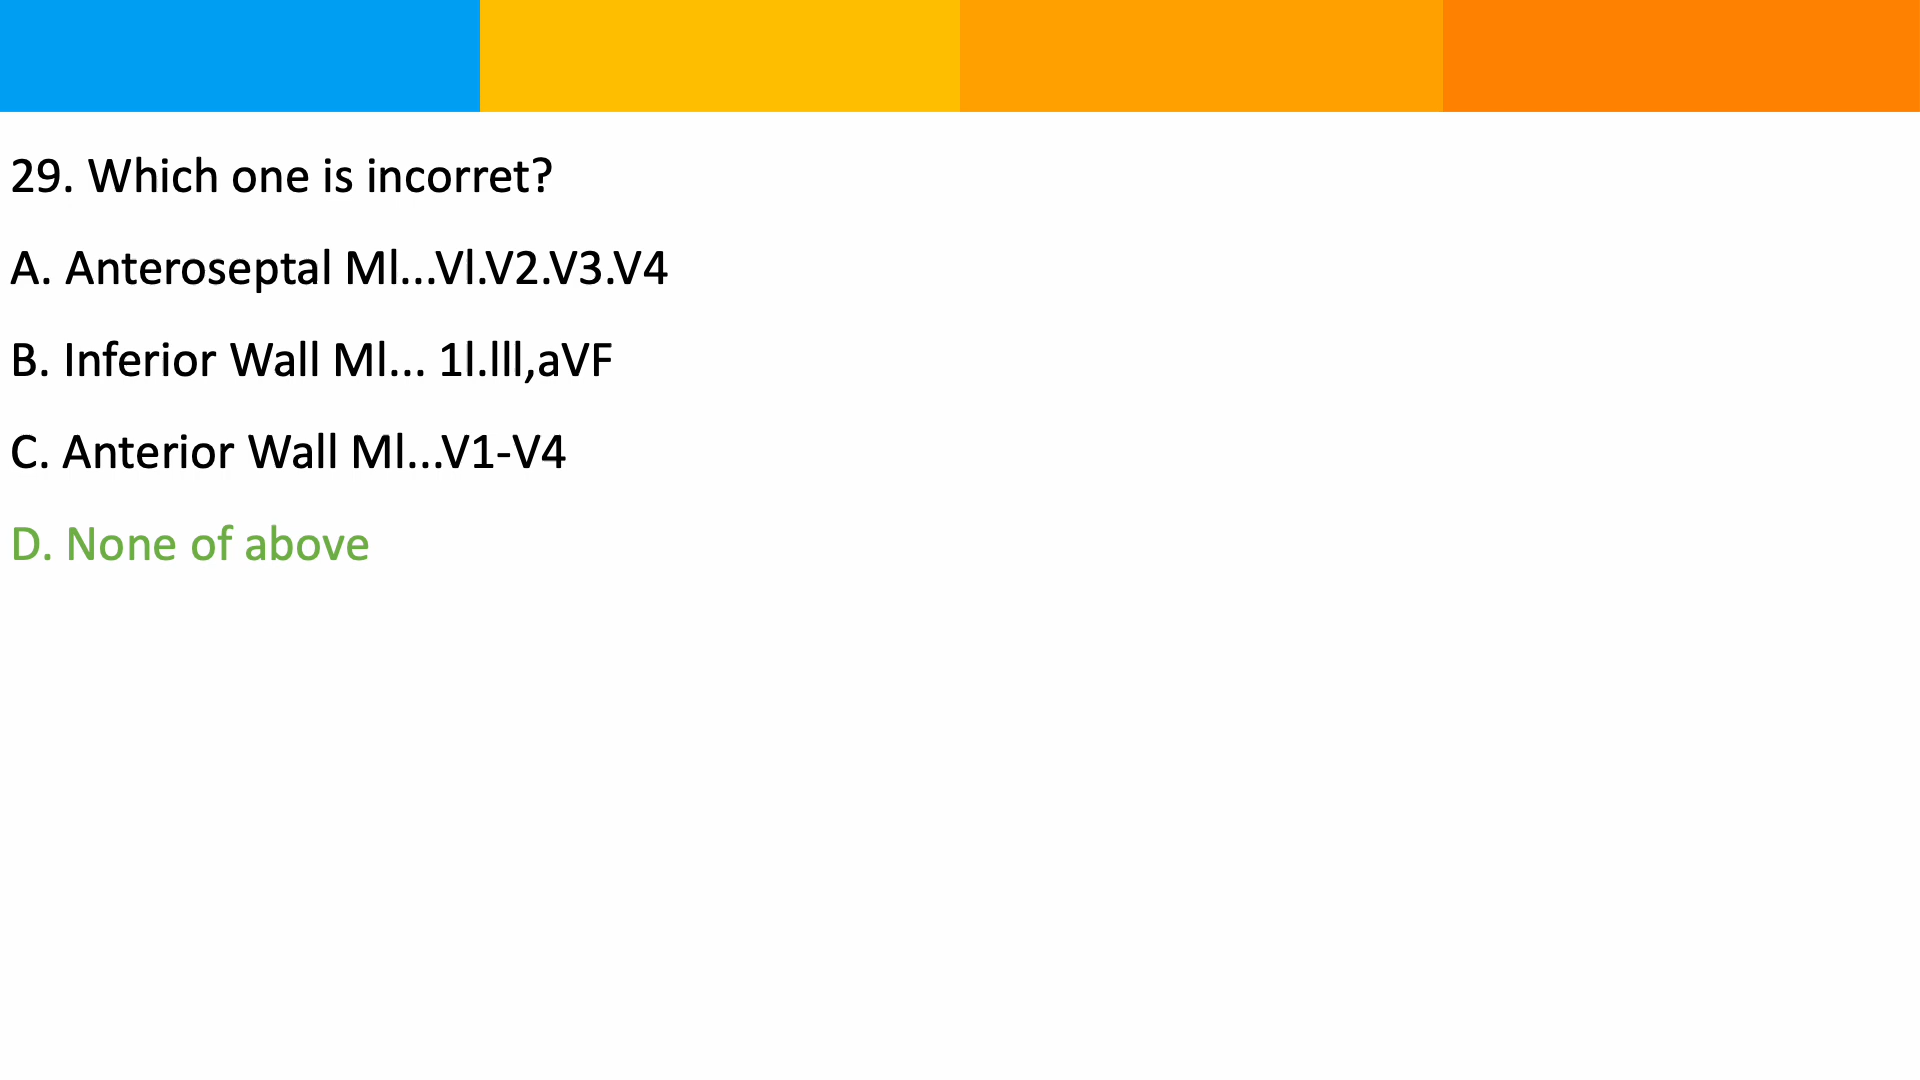 29. Which one is incorret?
A. Anteroseptal Ml...Vl.V2.V3.V4
B. Inferior Wall Ml... 1l.lll,aVF
C. Anterior Wall Ml...V1-V4
D. None of above